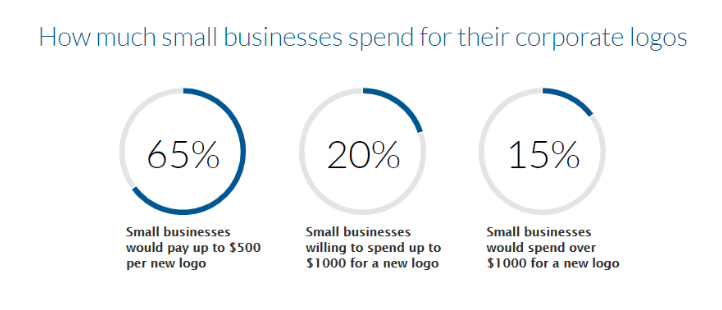 How much small businesses spend for their corporate logos
65%
Small businesses
would pay up to $500
per new logo
20%
Small businesses
willing to spend up to
$1000 for a new logo
15%
Small businesses
would spend over
$1000 for a new logo